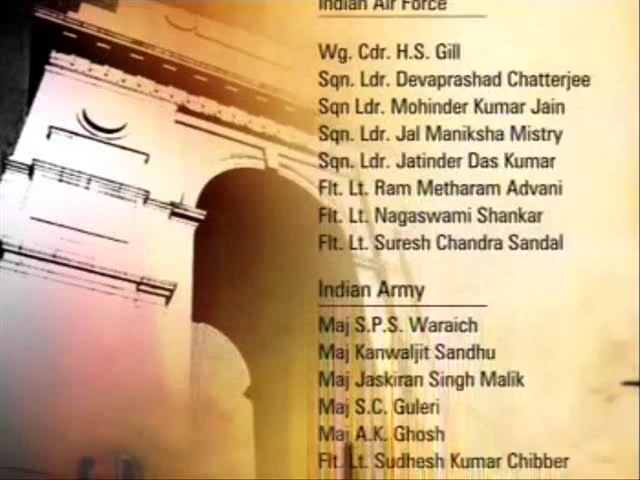 Indian Air Force
Wg. Cdr. H.S. Gill
Sqn. Ldr. Devaprashad Chatterjee
Sqn Ldr. Mohinder Kumar Jain
Sqn. Ldr. Jal Maniksha Mistry
Sqn. Ldr. Jatinder Das Kumar
Flt. Lt. Ram Metharam Advani
Flt. Lt. Nagaswami Shankar
Flt. Lt. Suresh Chandra Sandal
Indian Army
Maj S.P.S. Waraich
Maj Kanwaljit Sandhu
Maj Jaskiran Singh Malik
Maj S.C. Guleri
Maj A.K. Ghosh
Flt. Lt. Sudhesh Kumar Chibber